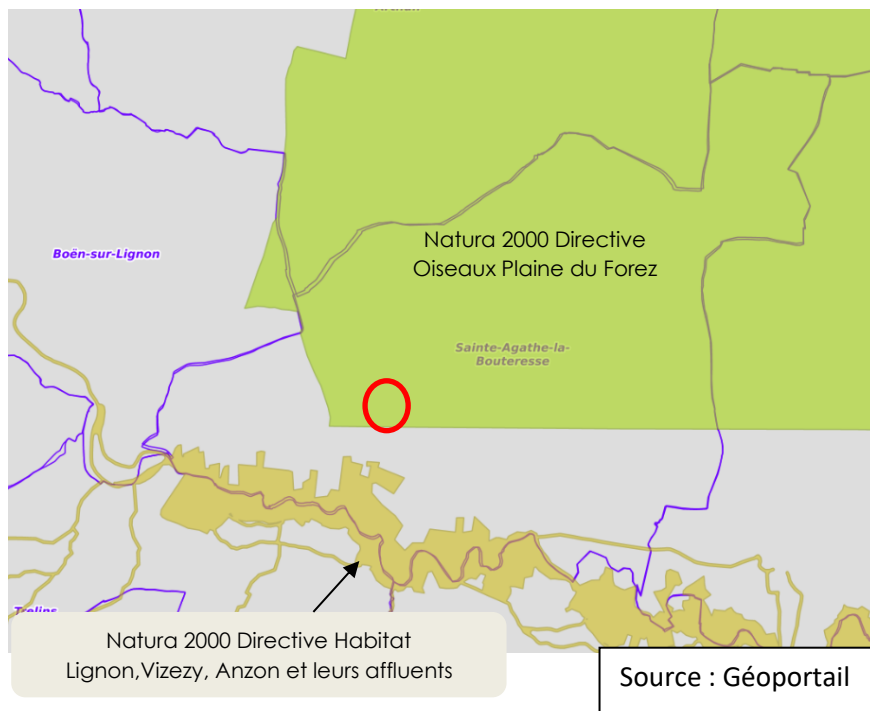 Boën-sur-Lignon
Natura 2000 Directive
Oiseaux Plaine du Forez
Sainte-Agathe-la-
Bouteresse
Trelins
Natura 2000 Directive Habitat
Lignon,Vizezy, Anzon et leurs affluents
Source : Géoportail